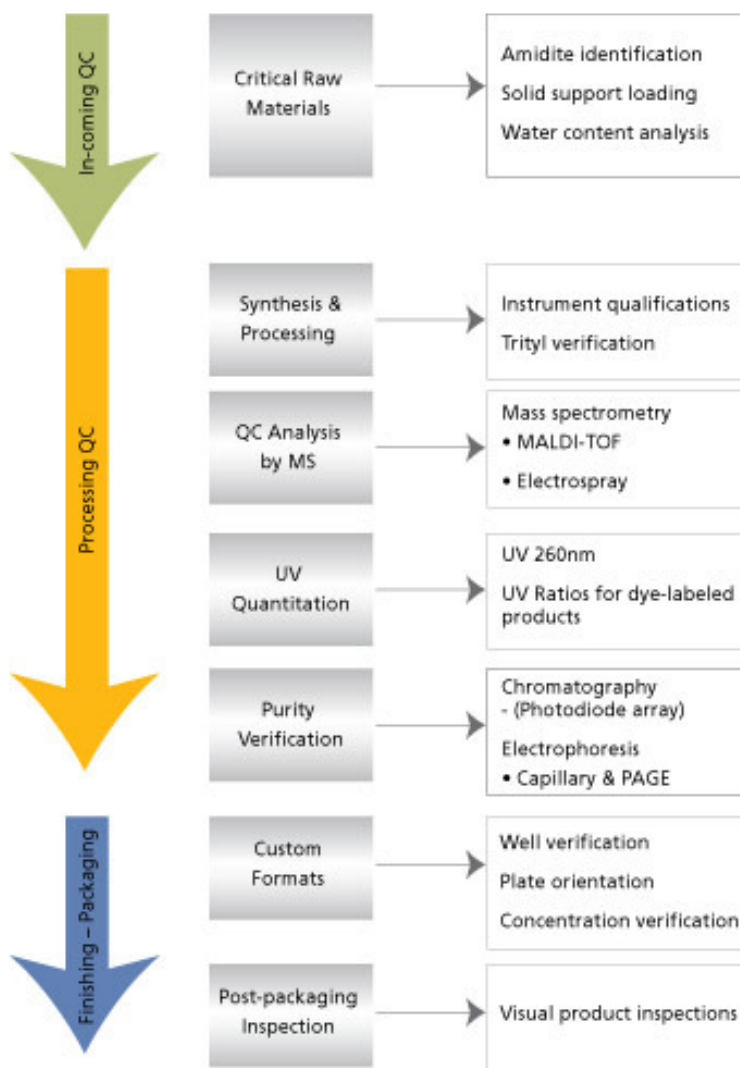 In-coming QC
Critical Raw
Materials
Amidite identification
Solid support loading
Water content analysis
Processing QC
Synthesis &
Processing
Instrument qualifications
Trityl verification
QC Analysis
by MS
Mass spectrometry
• MALDI-TOF
• Electrospray
UV
Quantitation
UV 260nm
UV Ratios for dye-labeled
products
Purity
Verification
Chromatography
- (Photodiode array)
Electrophoresis
• Capillary & PAGE
Finishing – Packaging
Custom
Formats
Well verification
Plate orientation
Concentration verification
Post-packaging
Inspection
Visual product inspections